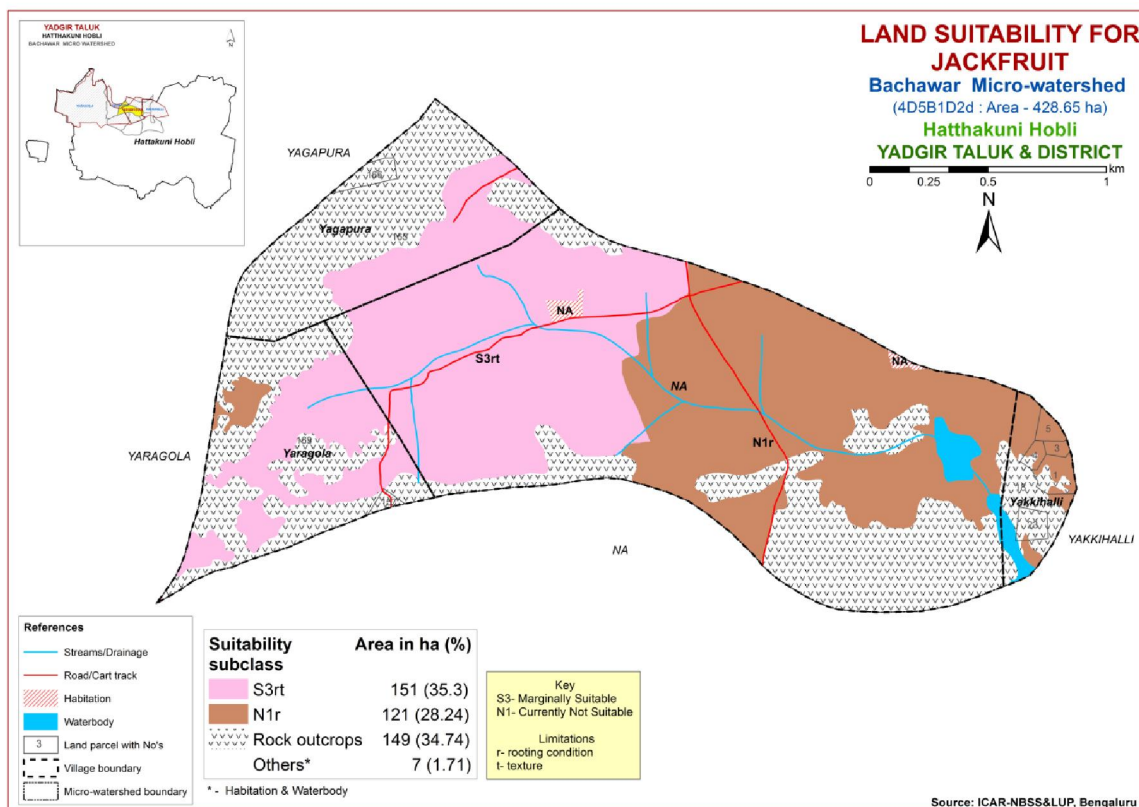 YADGIR TALUK
HATTHAKUNI HOBLI
BACHAWAR MICRO-WATERSHED
N
Hattakuni Hobli
LAND SUITABILITY FOR
JACKFRUIT
Bachawar Micro-watershed
(4D5B1D2d : Area - 428.65 ha)
Hatthakuni Hobli
YADGIR TALUK & DISTRICT
km
0 0.25 0.5 1
N
YAGAPURA
Yagapura
NA
S3rt
NA
NA
N1r
5
3
1
YARAGOLA
169
Yaragola
Yakkihalli
YAKKIHALLI
NA
References
Streams/Drainage
Road/Cart track
Habitation
Waterbody
3 Land parcel with No's
Village boundary
Micro-watershed boundary
Suitability subclass Area in ha (%)
S3rt 151 (35.3)
N1r 121 (28.24)
Rock outcrops 149 (34.74)
Others* 7 (1.71)
* - Habitation & Waterbody
Key
S3- Marginally Suitable
N1- Currently Not Suitable
Limitations
r- rooting condition
t- texture
Source: ICAR-NBSS&LUP, Bengaluru